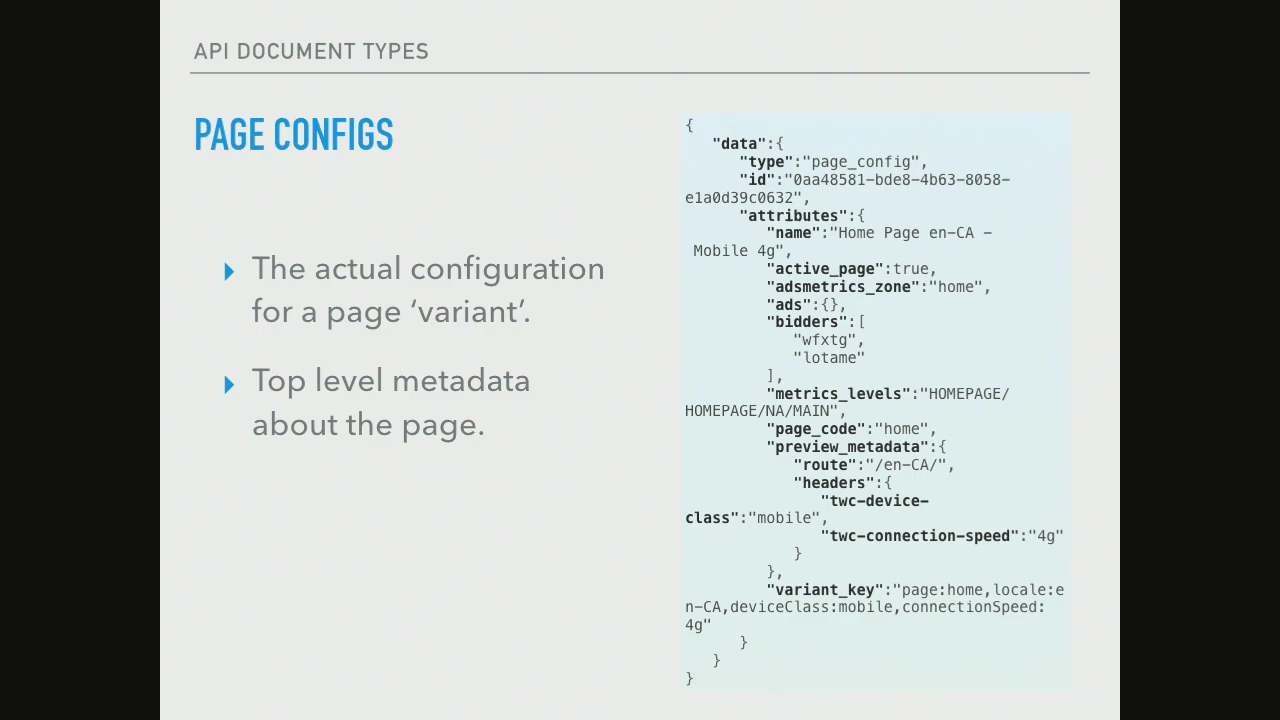 API DOCUMENT TYPES
PAGE CONFIGS
▸ The actual configuration
for a page ‘variant’.
▸ Top level metadata
about the page.
{
   "data":{
      "type":"page_config",
      "id":"0aa48581-bde8-4b63-8058-
e1a0d39c0632",
      "attributes":{
         "name":"Home Page en-CA -
 Mobile 4g",
         "active_page":true,
         "adsmetrics_zone":"home",
         "ads":{},
         "bidders":[
            "wfxtg",
            "lotame"
         ],
         "metrics_levels":"HOMEPAGE/
HOMEPAGE/NA/MAIN",
         "page_code":"home",
         "preview_metadata":{
            "route":"/en-CA/",
            "headers":{
               "twc-device-
class":"mobile",
               "twc-connection-speed":"4g"
            }
         },
         "variant_key":"page:home,locale:e
n-CA,deviceClass:mobile,connectionSpeed:
4g"
      }
   }
}